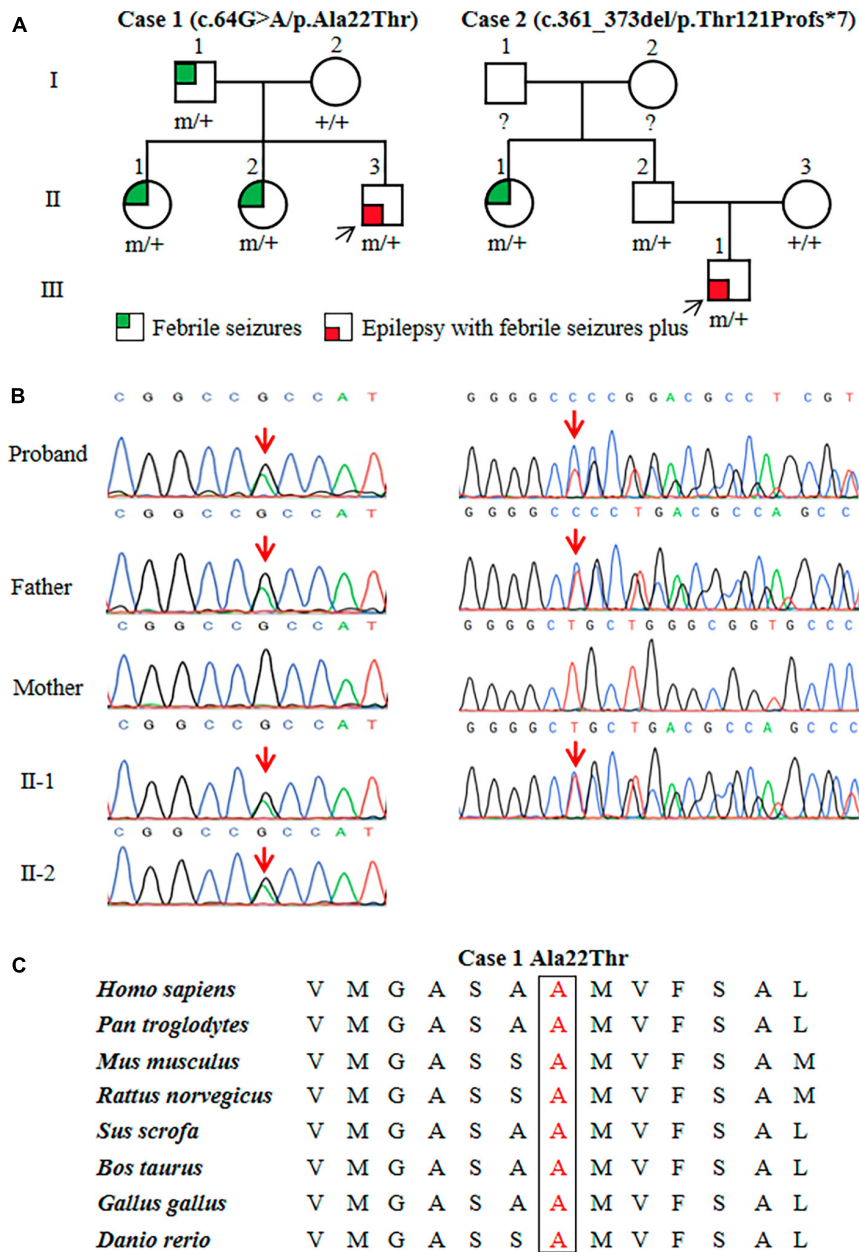 A
Case 1 (c.64G>A/p.Ala22Thr) Case 2 (c.361_373del/p.Thr121Profs*7)
1 2 1 2
I
m/+ +/+ ? ?
1 2 3 1 2 3
II
m/+ m/+ m/+ m/+ m/+ +/+
1
III
m/+
Febrile seizures Epilepsy with febrile seizures plus
B
C G G C C G C C A T G G G G C C C C G G A C G C C T C G T
Proband
C G G C C G C C A T G G G G C C C C T G A C G C C A G C C
Father
C G G C C G C C A T G G G G C T G C T G G G C G G T G C C C
Mother
C G G C C G C C A T G G G G C T G C T G A C G C C A G C C C
II-1
C G G C C G C C A T
II-2
C
Case 1 Ala22Thr
Homo sapiens V M G A S A A M V F S A L
Pan troglodytes V M G A S A A M V F S A L
Mus musculus V M G A S S A M V F S A M
Rattus norvegicus V M G A S S A M V F S A M
Sus scrofa V M G A S A A M V F S A L
Bos taurus V M G A S A A M V F S A L
Gallus gallus V M G A S A A M V F S A L
Danio rerio V M G A S S A M V F S A L